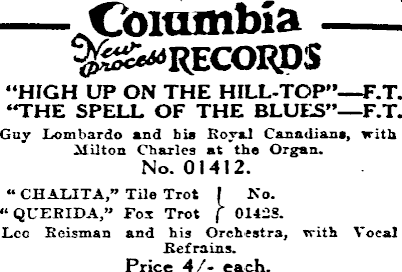 Columbia
New process RECORDS
"HIGH UP ON THE HILL-TOP"—F.T.
"THE SPELL OF THE BLUES"—F.T.
Guy Lombardo and his Royal Canadians, with
Milton Charles at the Organ.
No. 01412.
"CHALITA," Tile Trot } No.
"QUERIDA," Fox Trot } 01428.
Leo Reisman and his Orchestra, with Vocal
Refrains.
Price 4/- each.